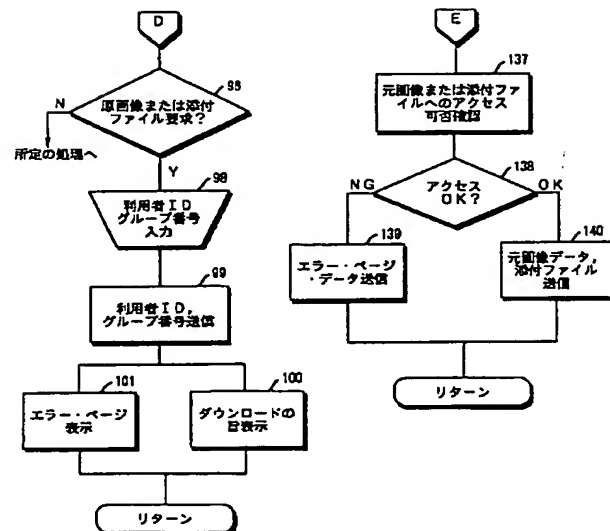 D
96
原画像または添付
ファイル要求?
N
所定の処理へ
Y
98
利用者ID
グループ番号
入力
99
利用者ID,
グループ番号送信
101
エラー・ページ
表示
100
ダウンロードの
旨表示
リターン
E
137
元画像または添付ファ
イルへのアクセス
可否確認
138
アクセス
OK?
NG
OK
139
エラー・ページ
・データ送信
140
元画像データ,
添付ファイル
送信
リターン